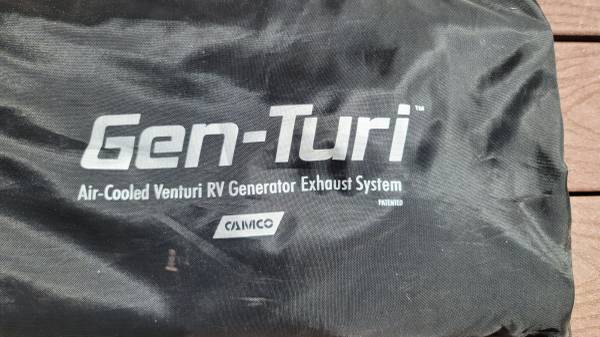 Gen-Turi™
Air-Cooled Venturi RV Generator Exhaust System
PATENTED
CAMCO